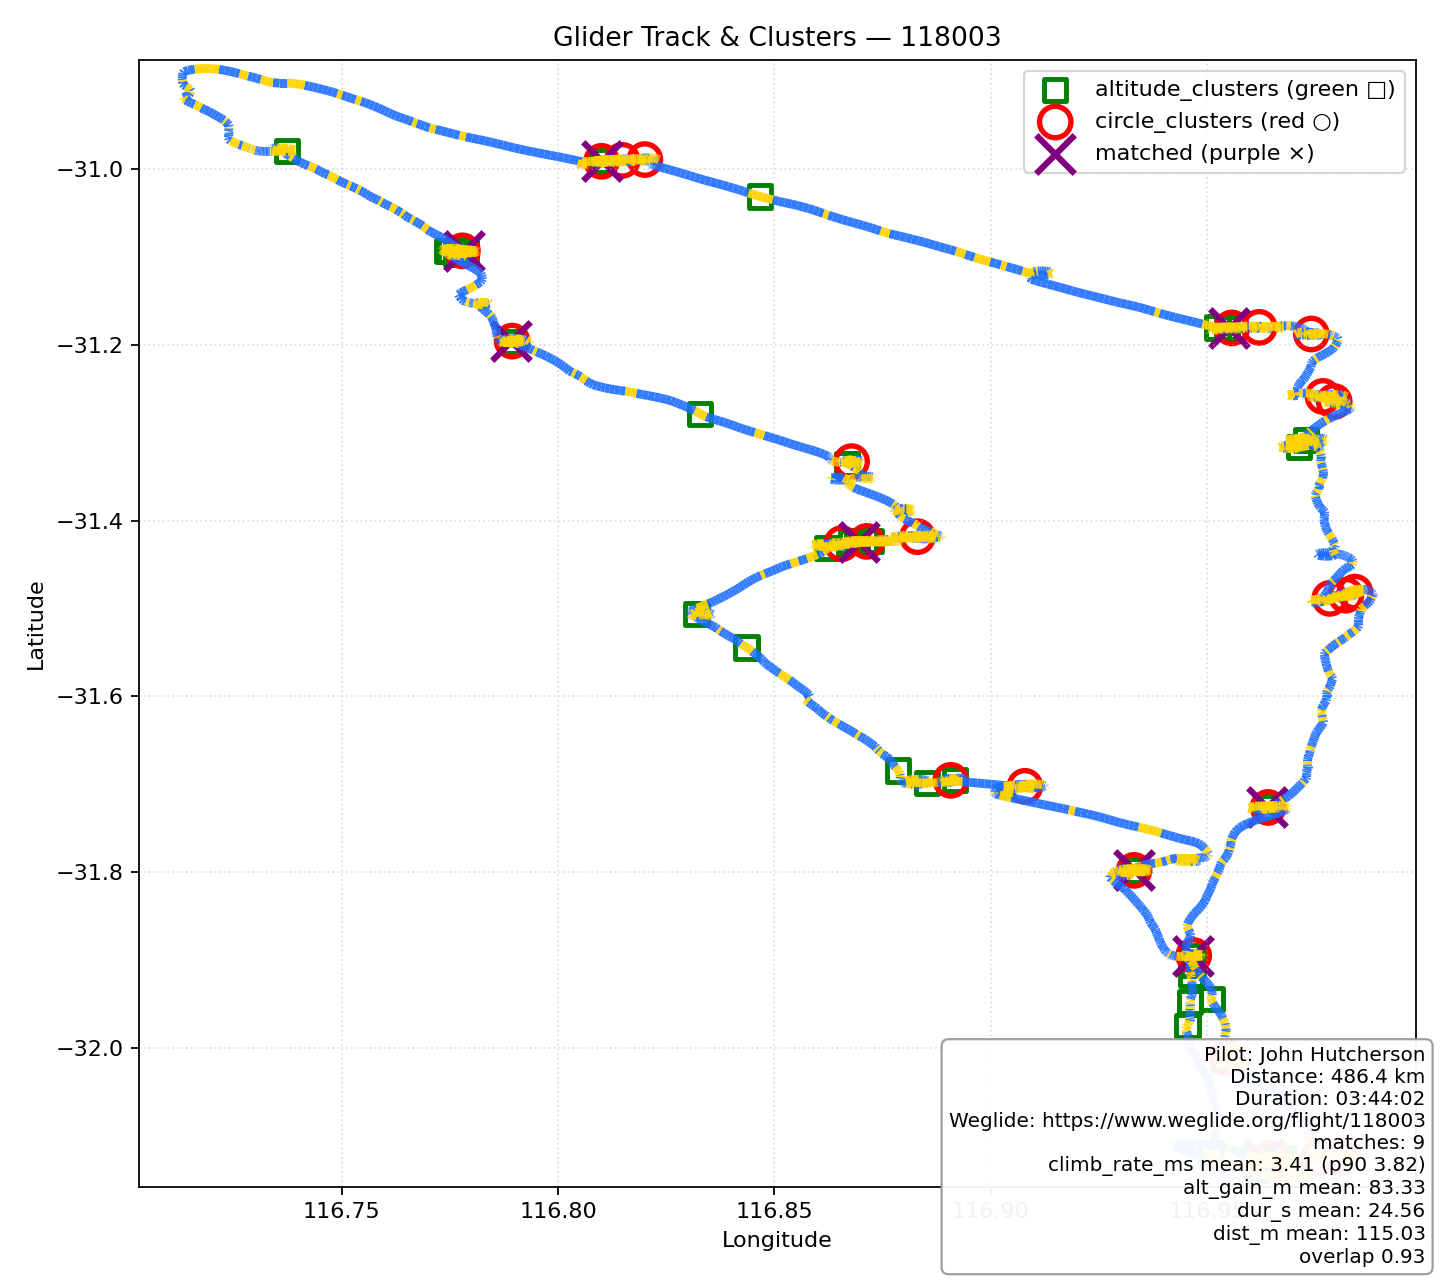 Glider Track & Clusters — 118003
altitude_clusters (green □)
circle_clusters (red ○)
matched (purple ×)
−31.0
−31.2
−31.4
−31.6
−31.8
−32.0
Latitude
116.75
116.80
116.85
116.90
116.95
Longitude
Pilot: John Hutcherson
Distance: 486.4 km
Duration: 03:44:02
Weglide: https://www.weglide.org/flight/118003
matches: 9
climb_rate_ms mean: 3.41 (p90 3.82)
alt_gain_m mean: 83.33
dur_s mean: 24.56
dist_m mean: 115.03
overlap 0.93